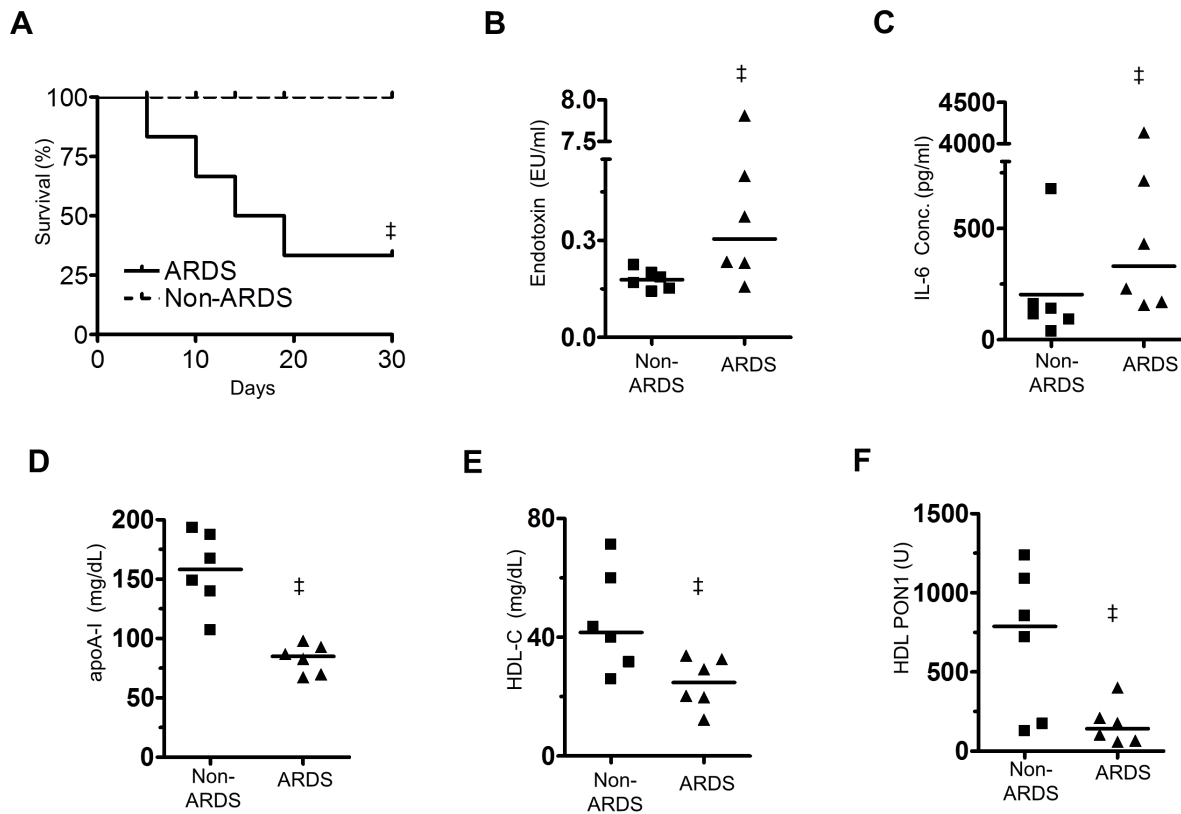 A
Survival (%)
100
75
50
25
0
‡
ARDS
Non-ARDS
0 10 20 30
Days
B
Endotoxin (EU/ml)
‡
8.0
7.5
0.3
0.0
Non-
ARDS
ARDS
C
IL-6 Conc. (pg/ml)
‡
4500
4000
500
0
Non-
ARDS
ARDS
D
apoA-I (mg/dL)
200
150
100
50
0
‡
Non-
ARDS
ARDS
E
HDL-C (mg/dL)
80
40
0
‡
Non-
ARDS
ARDS
F
HDL PON1 (U)
1500
1000
500
0
‡
Non-
ARDS
ARDS